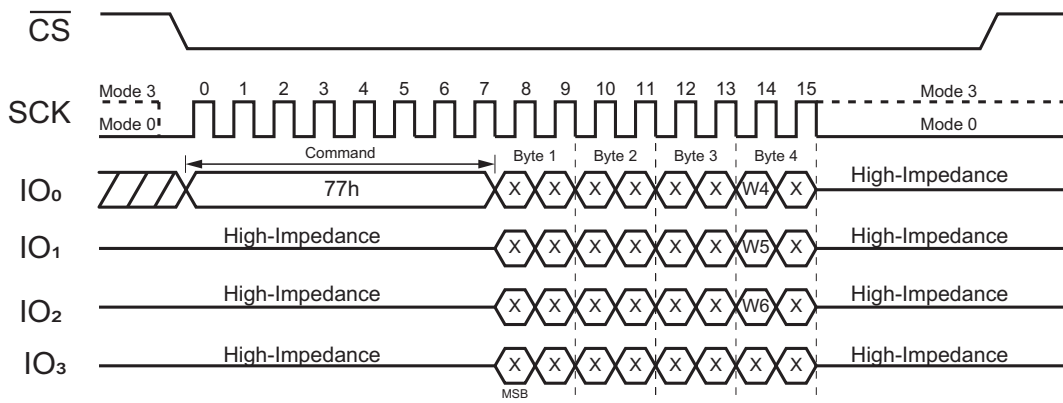 CS
SCK Mode 3 0 1 2 3 4 5 6 7 8 9 10 11 12 13 14 15 Mode 3
Mode 0 Mode 0
Command Byte 1 Byte 2 Byte 3 Byte 4
IO₀ 77h X X X X X X W4 X High-Impedance
IO₁ High-Impedance X X X X X X W5 X High-Impedance
IO₂ High-Impedance X X X X X X W6 X High-Impedance
IO₃ High-Impedance X X X X X X X X High-Impedance
MSB